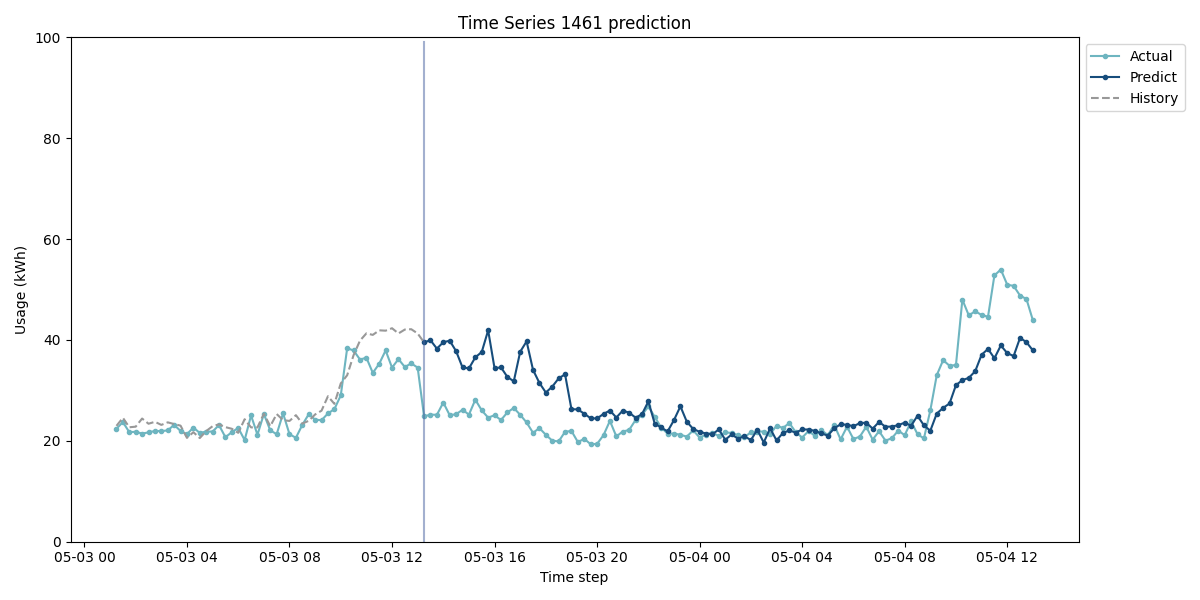 Time Series 1461 prediction
Usage (kWh)
100
80
60
40
20
0
05-03 00
05-03 04
05-03 08
05-03 12
05-03 16
05-03 20
05-04 00
05-04 04
05-04 08
05-04 12
Time step
Actual
Predict
History